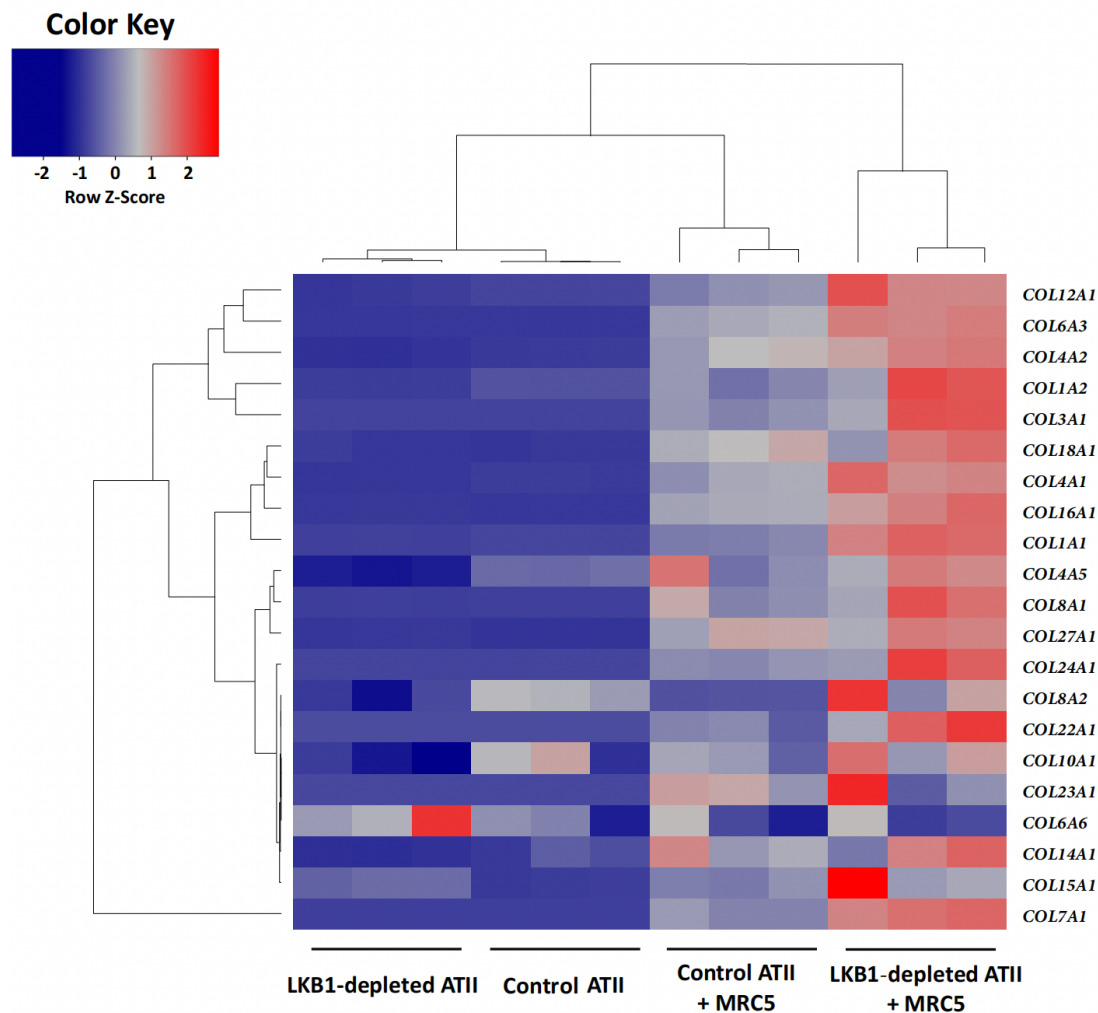 Color Key
-2 -1 0 1 2
Row Z-Score
COL12A1
COL6A3
COL4A2
COL1A2
COL3A1
COL18A1
COL4A1
COL16A1
COL1A1
COL4A5
COL8A1
COL27A1
COL24A1
COL8A2
COL22A1
COL10A1
COL23A1
COL6A6
COL14A1
COL15A1
COL7A1
LKB1-depleted ATII
Control ATII
Control ATII
+ MRC5
LKB1-depleted ATII
+ MRC5